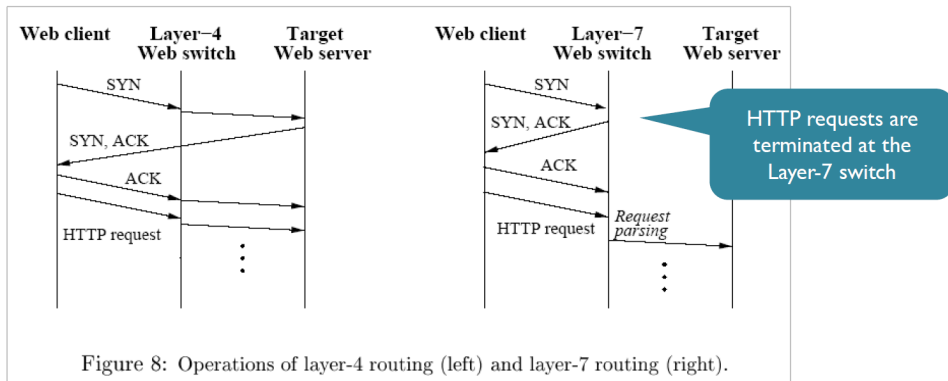 Web client
Layer−4
Web switch
Target
Web server
SYN
SYN, ACK
ACK
HTTP request
Web client
Layer−7
Web switch
Target
Web server
SYN
SYN, ACK
ACK
HTTP request
Request
parsing
HTTP requests are
terminated at the
Layer-7 switch
Figure 8: Operations of layer-4 routing (left) and layer-7 routing (right).